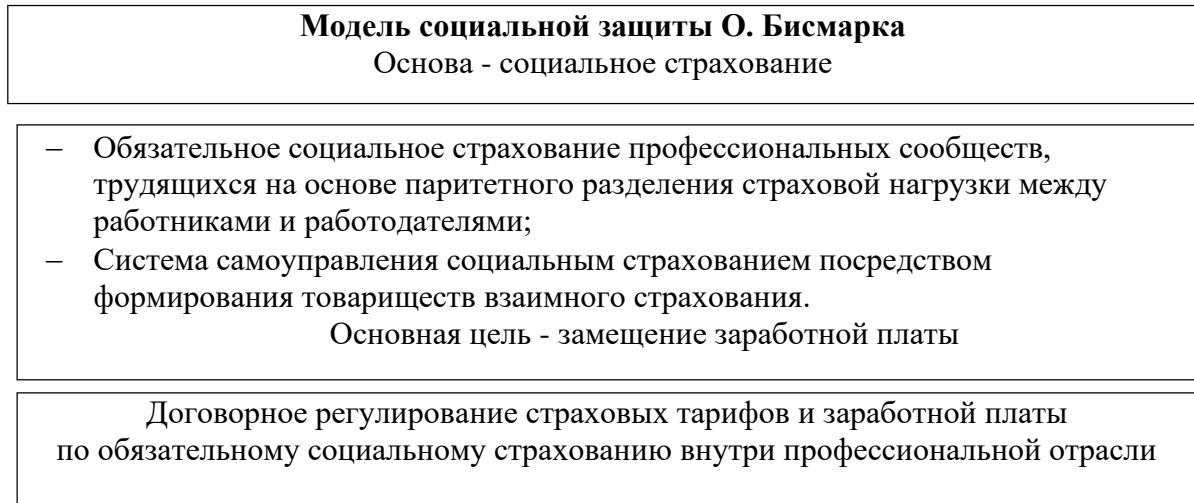 Модель социальной защиты О. Бисмарка
Основа - социальное страхование
– Обязательное социальное страхование профессиональных сообществ,
трудящихся на основе паритетного разделения страховой нагрузки между
работниками и работодателями;
– Система самоуправления социальным страхованием посредством
формирования товариществ взаимного страхования.
Основная цель - замещение заработной платы
Договорное регулирование страховых тарифов и заработной платы
по обязательному социальному страхованию внутри профессиональной отрасли